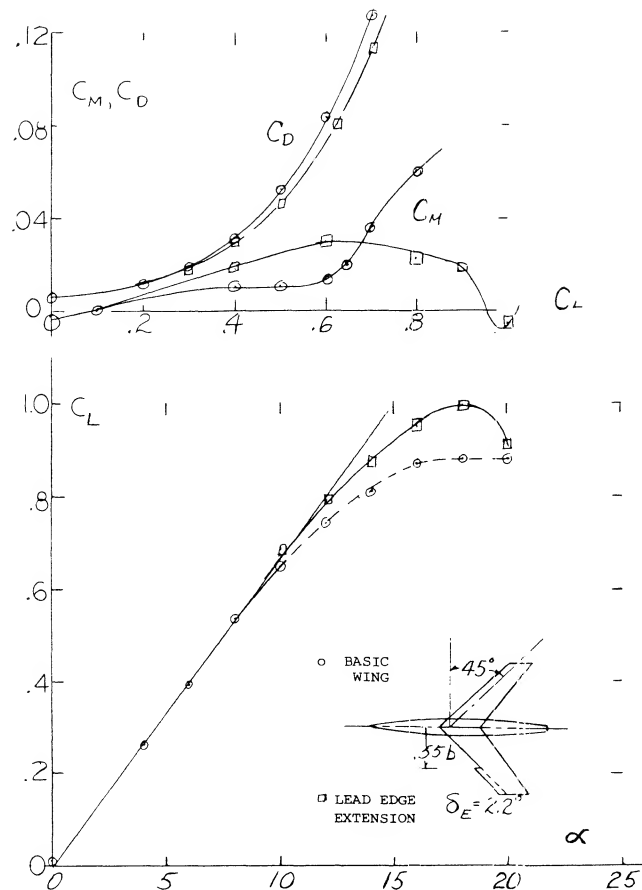 .12
C_M, C_D
.08
C_D
.04
C_M
0
.2
.4
.6
.8
C_L
1.0
C_L
.8
.6
BASIC
WING
45°
.4
.55b
.2
LEAD EDGE
EXTENSION
δ_E = 2.2°
α
0
0
5
10
15
20
25